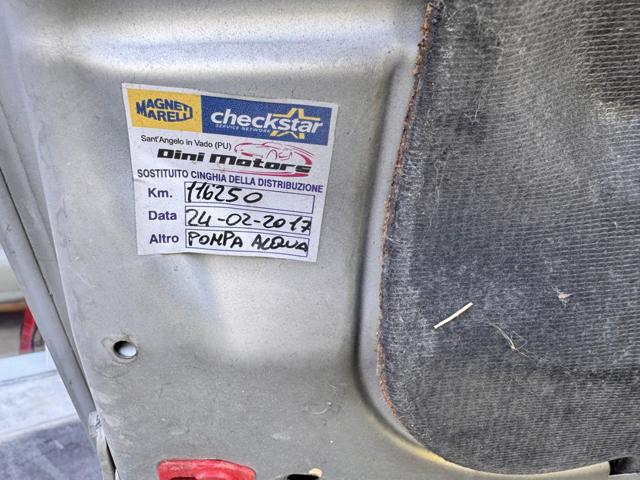 MAGNETI
MARELLI
checkstar
SERVICE NETWORK
Sant'Angelo in Vado (PU)
Dini Motors
SOSTITUITO CINGHIA DELLA DISTRIBUZIONE
Km. 116250
Data 24-02-2017
Altro POMPA ACQUA